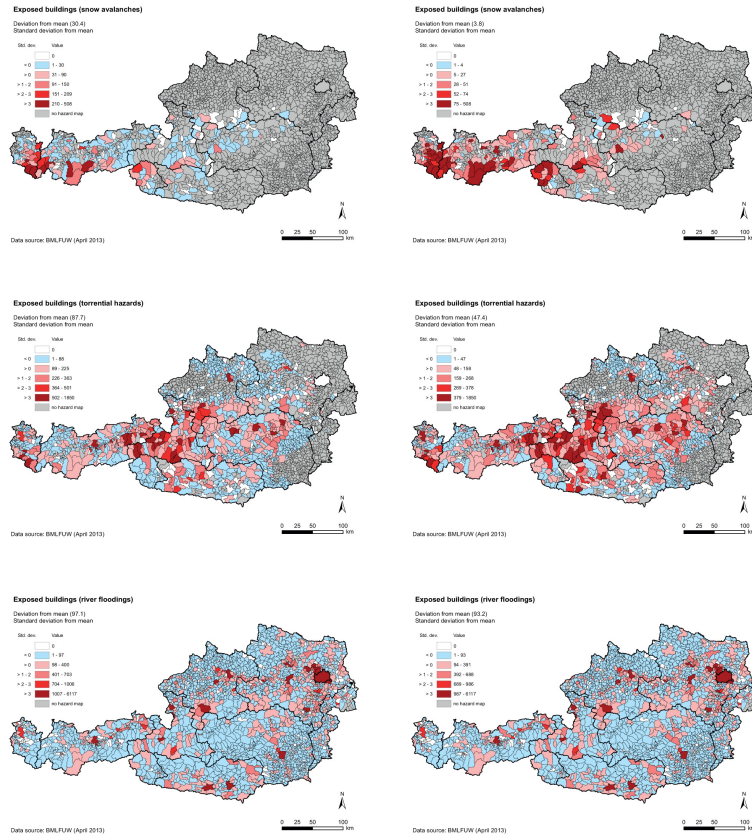 Exposed buildings (snow avalanches)
Deviation from mean (30.4)
Standard deviation from mean
Std. dev. Value
0
< 0 1 - 30
> 0 31 - 90
> 1 - 2 91 - 150
> 2 - 3 151 - 209
> 3 210 - 508
no hazard map
N
0 25 50 100
km
Data source: BMLFUW (April 2013)
Exposed buildings (snow avalanches)
Deviation from mean (3.8)
Standard deviation from mean
Std. dev. Value
0
< 0 1 - 4
> 0 5 - 27
> 1 - 2 28 - 51
> 2 - 3 52 - 74
> 3 75 - 508
no hazard map
N
0 25 50 100
km
Data source: BMLFUW (April 2013)
Exposed buildings (torrential hazards)
Deviation from mean (87.7)
Standard deviation from mean
Std. dev. Value
0
< 0 1 - 88
> 0 89 - 225
> 1 - 2 226 - 363
> 2 - 3 364 - 501
> 3 502 - 1850
no hazard map
N
0 25 50 100
km
Data source: BMLFUW (April 2013)
Exposed buildings (torrential hazards)
Deviation from mean (47.4)
Standard deviation from mean
Std. dev. Value
0
< 0 1 - 47
> 0 48 - 158
> 1 - 2 159 - 268
> 2 - 3 269 - 378
> 3 379 - 1850
no hazard map
N
0 25 50 100
Data source: BMLFUW (April 2013)
Exposed buildings (river floodings)
Deviation from mean (97.1)
Standard deviation from mean
Std. dev. Value
0
< 0 1 - 97
> 0 98 - 400
> 1 - 2 401 - 703
> 2 - 3 704 - 1006
> 3 1007 - 6117
no hazard map
N
0 25 50 100
km
Data source: BMLFUW (April 2013)
Exposed buildings (river floodings)
Deviation from mean (93.2)
Standard deviation from mean
Std. dev. Value
0
< 0 1 - 93
> 0 94 - 391
> 1 - 2 392 - 688
> 2 - 3 689 - 986
> 3 987 - 6117
no hazard map
N
0 25 50 100
Data source: BMLFUW (April 2013)